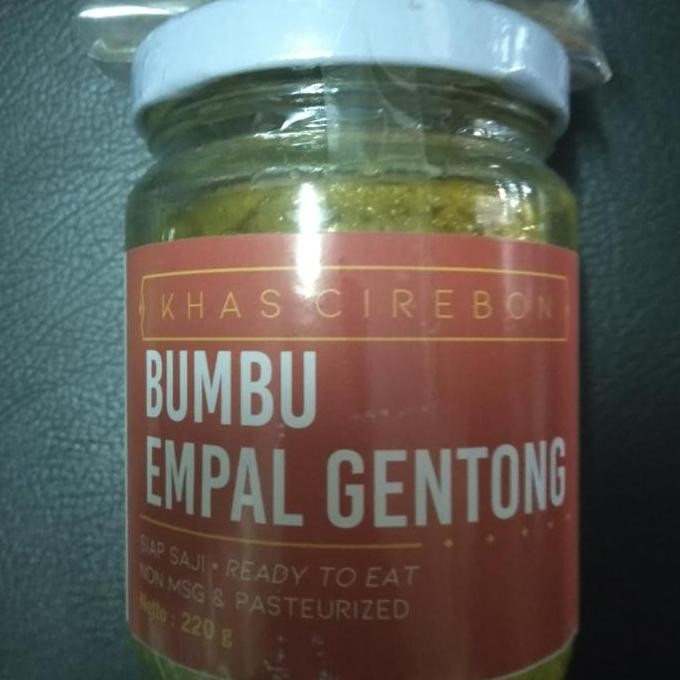 KHAS CIREBON
BUMBU
EMPAL GENTONG
SIAP SAJI • READY TO EAT
NON MSG & PASTEURIZED
Netto : 220 g